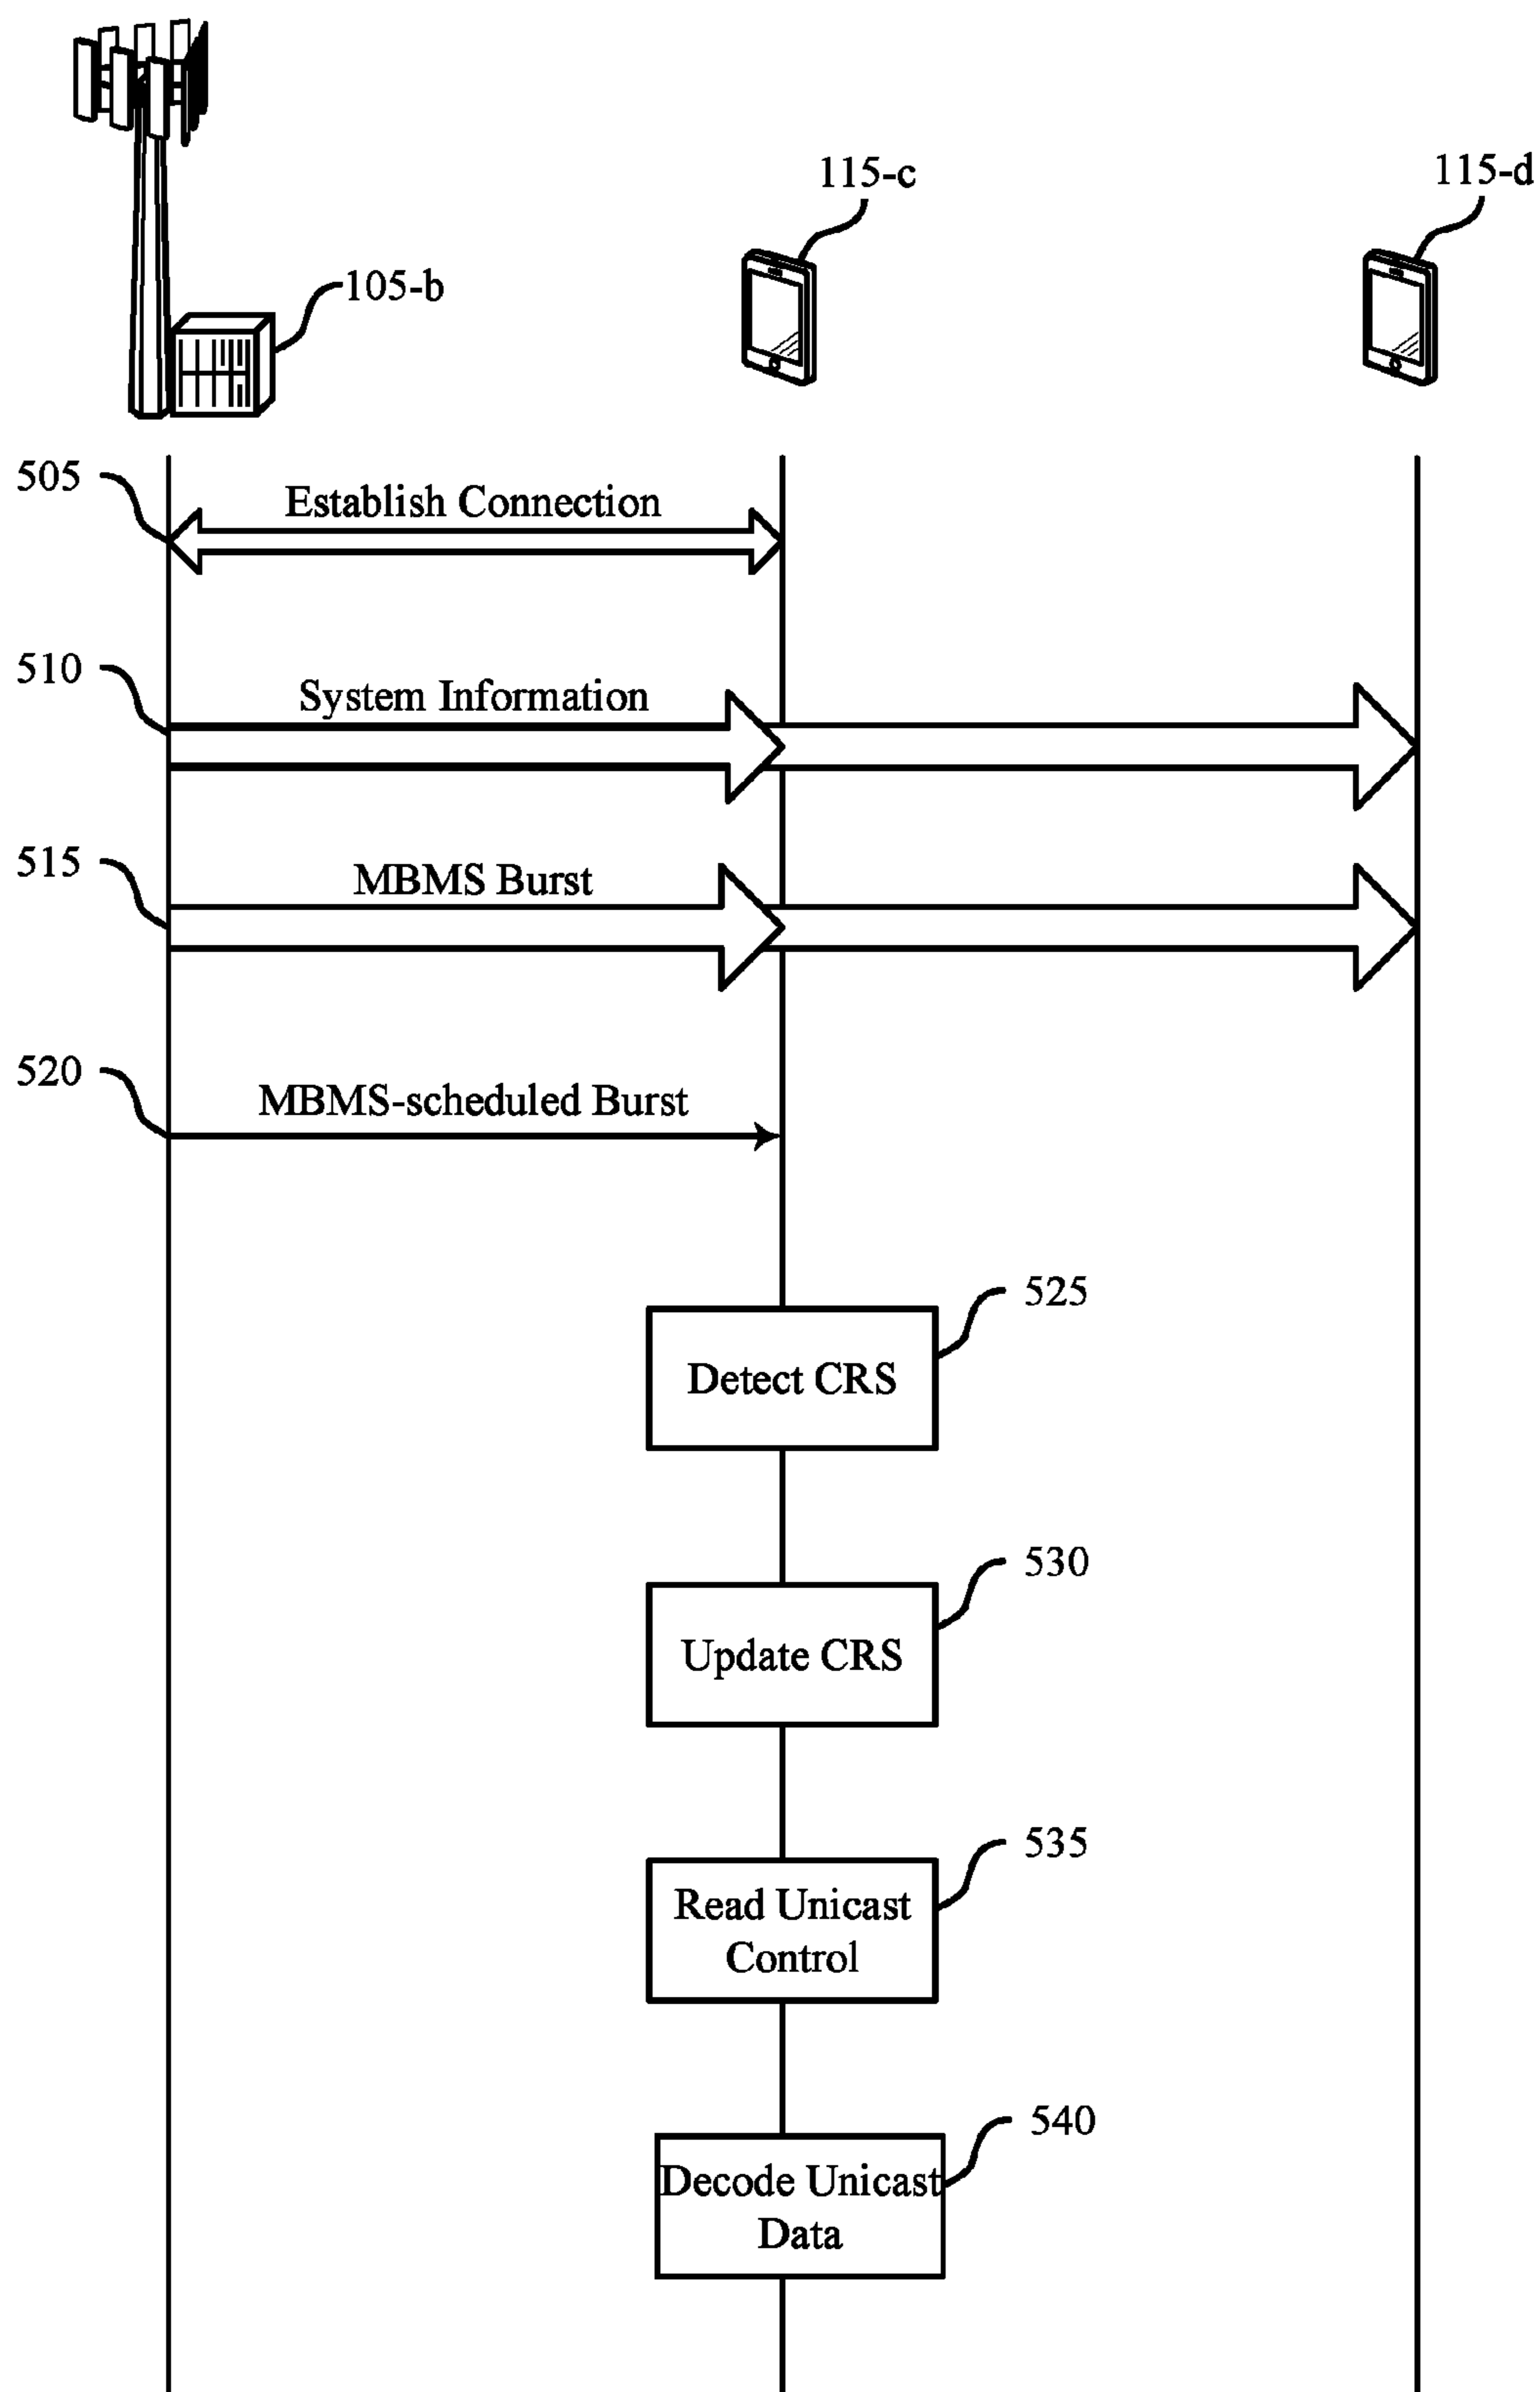 115-c
115-d
105-b
505
Establish Connection
510
System Information
515
MBMS Burst
520
MBMS-scheduled Burst
525
Detect CRS
530
Update CRS
535
Read Unicast
Control
540
Decode Unicast
Data